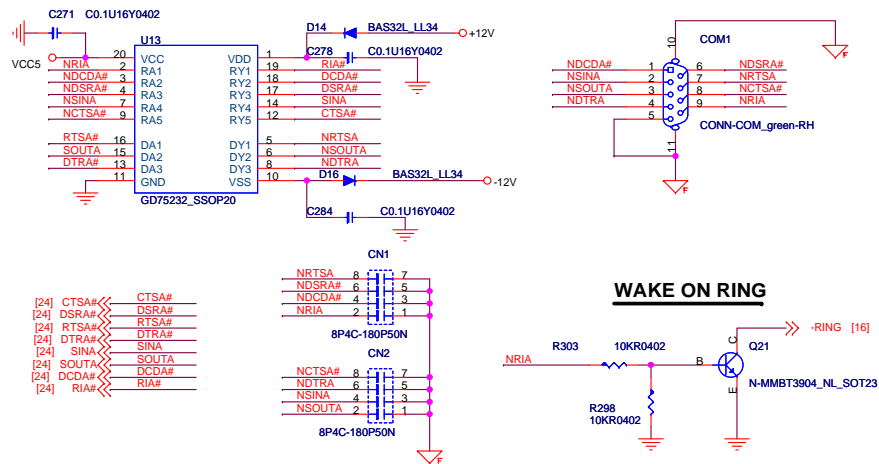 C271 C0.1U16Y0402
VCC5
U13
20 VCC VDD 1
NRIA 2 RA1 RY1 19 RIA#
NDCDA# 3 RA2 RY2 18 DCDA#
NDSRA# 4 RA3 RY3 17 DSRA#
NSINA 7 RA4 RY4 14 SINA
NCTSA# 9 RA5 RY5 12 CTSA#
RTSA# 16 DA1 DY1 5 NRTSA
SOUTA 15 DA2 DY2 6 NSOUTA
DTRA# 13 DA3 DY3 8 NDTRA
11 GND VSS 10
GD75232_SSOP20
D14 BAS32L_LL34
+12V
C278 C0.1U16Y0402
D16 BAS32L_LL34
-12V
C284 C0.1U16Y0402
COM1
10
F
NDCDA# 1 6 NDSRA#
NSINA 2 7 NRTSA
NSOUTA 3 8 NCTSA#
NDTRA 4 9 NRIA
5
CONN-COM_green-RH
11
F
CN1
NRTSA 8 7
NDSRA# 6 5
NDCDA# 4 3
NRIA 2 1
8P4C-180P50N
CN2
NCTSA# 8 7
NDTRA 6 5
NSINA 4 3
NSOUTA 2 1
8P4C-180P50N
F
[24] CTSA# CTSA#
[24] DSRA# DSRA#
[24] RTSA# RTSA#
[24] DTRA# DTRA#
[24] SINA SINA
[24] SOUTA SOUTA
[24] DCDA# DCDA#
[24] RIA# RIA#
WAKE ON RING
-RING [16]
NRIA
R303 10KR0402
R298
10KR0402
B C E
Q21
N-MMBT3904_NL_SOT23